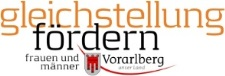 gleichstellung
fördern
frauen und
männer Vorarlberg
unser Land